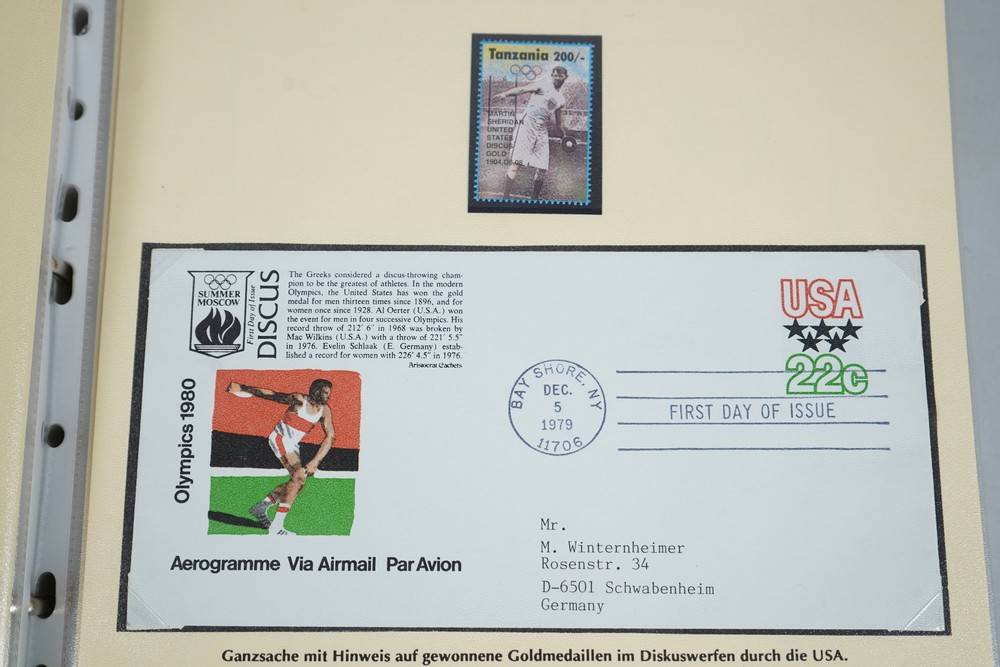 Tanzania 200/-
MARTIN
SHERIDAN
UNITED
STATES
DISCUS
GOLD
1904.06.08
SUMMER
MOSCOW
First Day of Issue
DISCUS
The Greeks considered a discus-throwing cham-
pion to be the greatest of athletes. In the modern
Olympics, the United States has won the gold
medal for men thirteen times since 1896, and for
women once since 1928. Al Oerter (U.S.A.) won
the event for men in four successive Olympics. His
record throw of 212' 6" in 1968 was broken by
Mac Wilkins (U.S.A.) with a throw of 221' 5.5"
in 1976. Evelin Schlaak (E. Germany) estab-
lished a record for women with 226' 4.5" in 1976.
Aristocrat Cachets
Olympics 1980
Aerogramme Via Airmail Par Avion
USA
22c
BAY SHORE, NY
DEC.
5
1979
11706
FIRST DAY OF ISSUE
Mr.
M. Winternheimer
Rosenstr. 34
D-6501 Schwabenheim
Germany
Ganzsache mit Hinweis auf gewonnene Goldmedaillen im Diskuswerfen durch die USA.